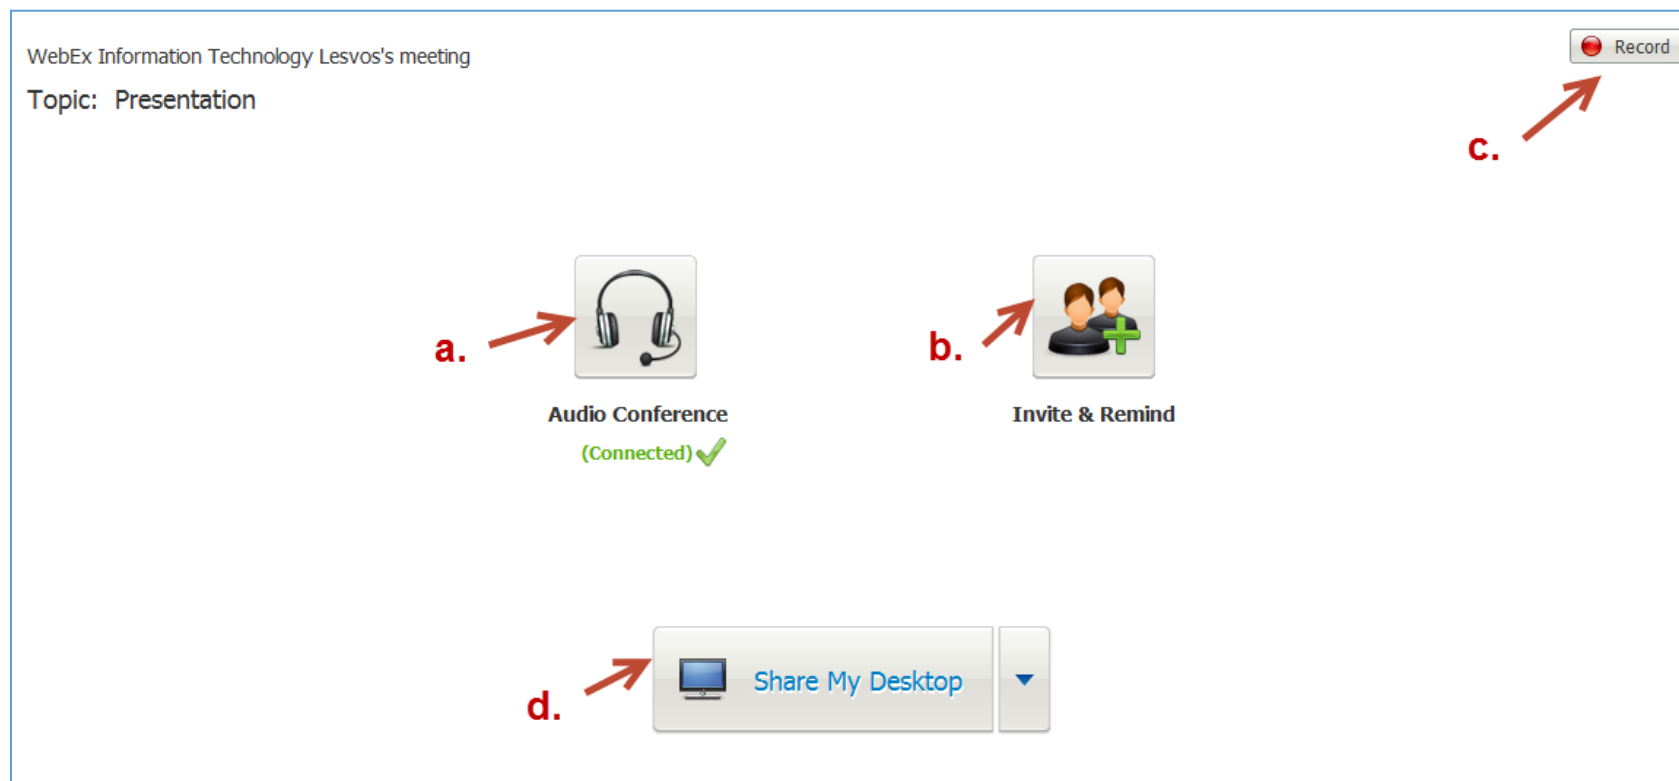 WebEx Information Technology Lesvos's meeting
Record
Topic: Presentation
c.
a.
b.
Audio Conference
Invite & Remind
(Connected)
d.
Share My Desktop